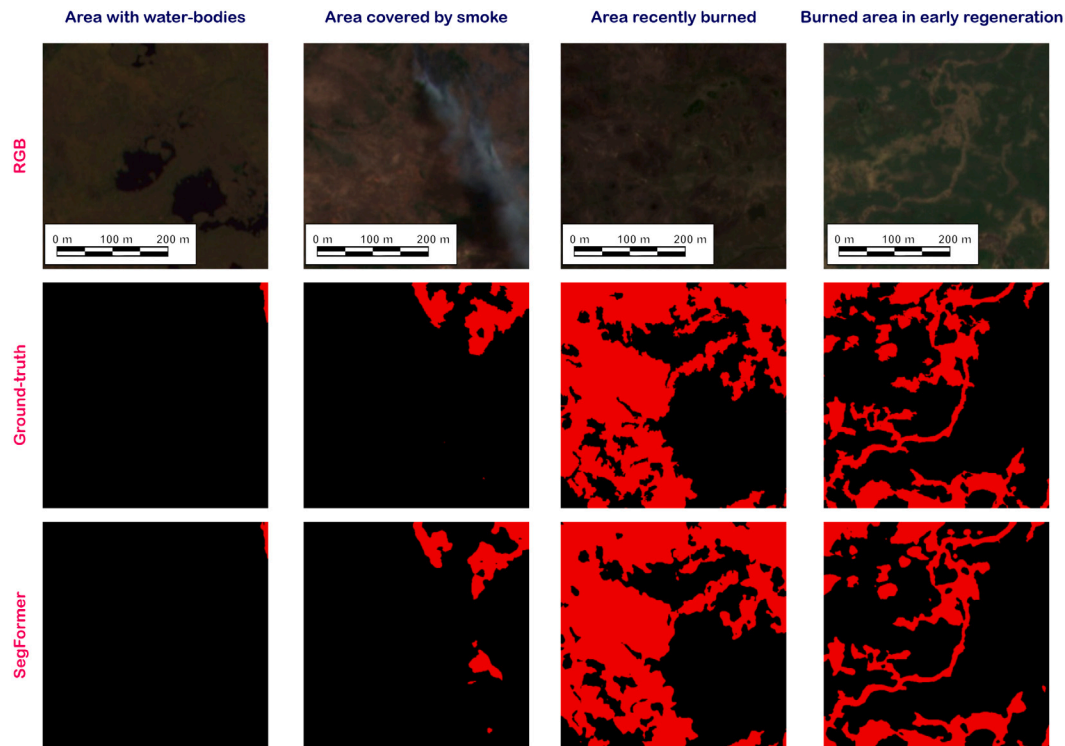 Area with water-bodies
Area covered by smoke
Area recently burned
Burned area in early regeneration
RGB
0 m 100 m 200 m
0 m 100 m 200 m
0 m 100 m 200 m
0 m 100 m 200 m
Ground-truth
SegFormer